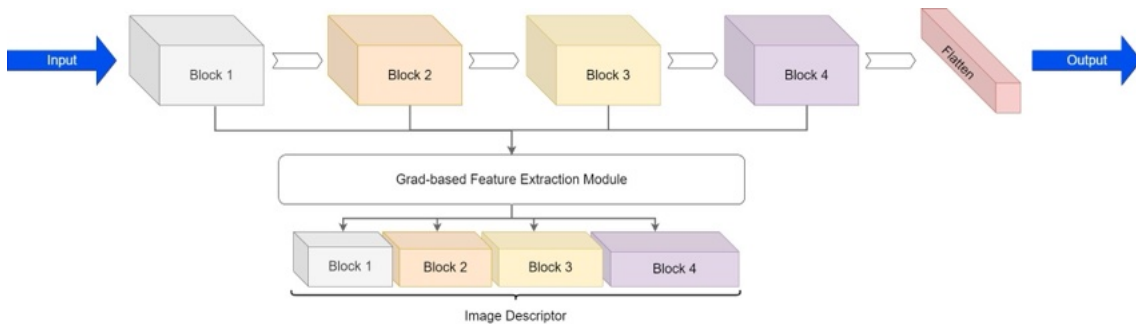 Input
Block 1
Block 2
Block 3
Block 4
Flatten
Output
Grad-based Feature Extraction Module
Block 1
Block 2
Block 3
Block 4
Image Descriptor